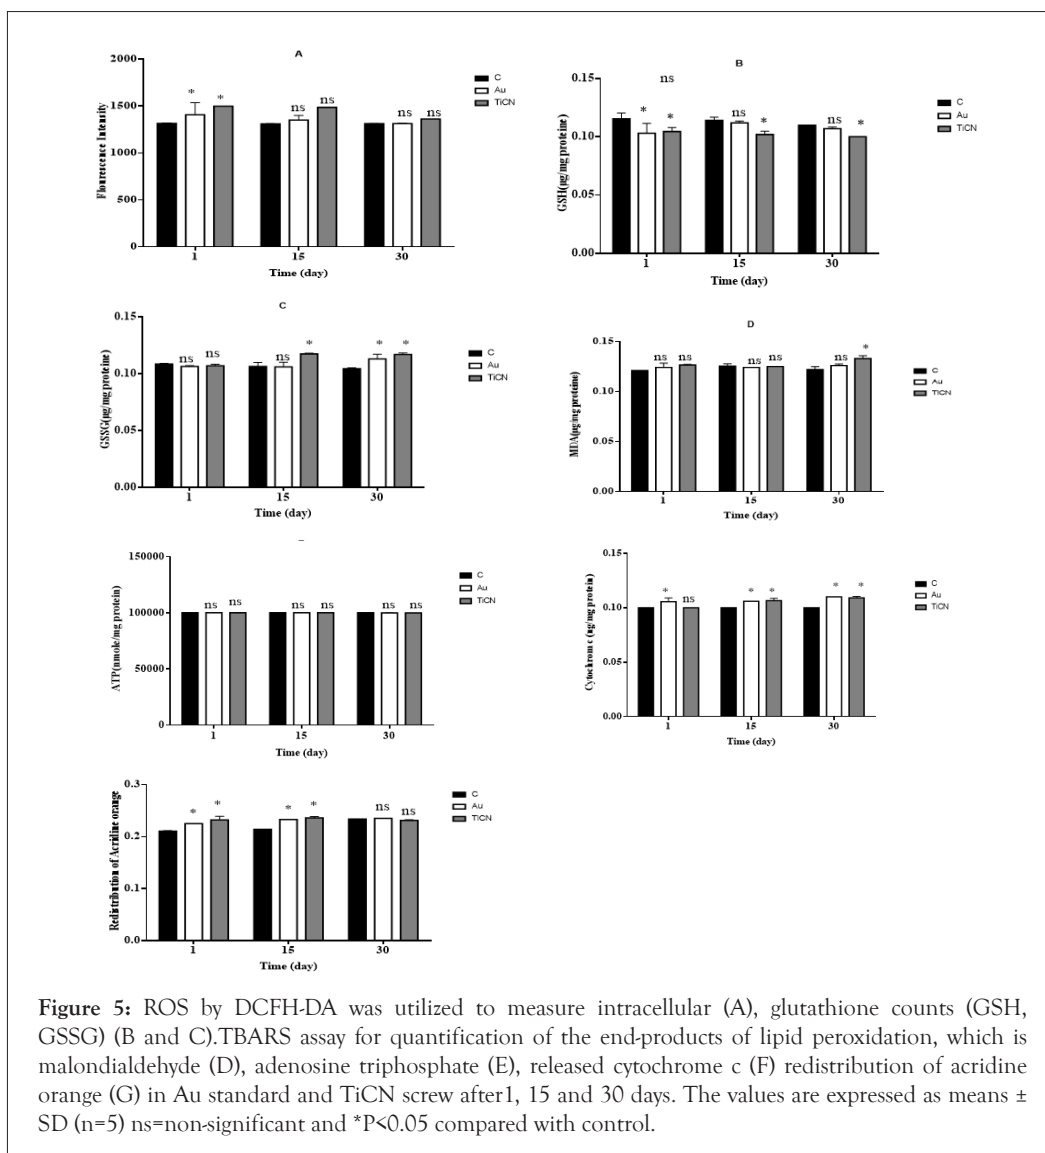 A
2000
1500
1000
500
0
Flourescence Intensity
* *
ns ns
ns ns
1 15 30
Time (day)
C
Au
TiCN
B
ns
0.15
0.10
0.05
0.00
GSH(µg/mg proteine)
* *
ns *
ns *
1 15 30
Time (day)
C
Au
TiCN
C
0.15
0.10
0.05
0.00
GSSG(µg/mg proteine)
ns ns
ns *
* *
1 15 30
Time (day)
C
Au
TiCN
D
0.15
0.10
0.05
0.00
MDA(µg/mg proteine)
ns ns
ns ns
ns *
1 15 30
Time (day)
C
Au
TiCN
150000
100000
50000
0
ATP(nmole/mg protein)
ns ns
ns ns
ns ns
1 15 30
Time (day)
C
Au
TiCN
0.15
0.10
0.05
0.00
Cytochrom c (ng/mg protein)
* ns
* *
* *
1 15 30
Time (day)
C
Au
TiCN
0.3
0.2
0.1
0.0
Redistribution of Acridine orange
* *
* *
ns ns
1 15 30
Time (day)
C
Au
TiCN
Figure 5: ROS by DCFH-DA was utilized to measure intracellular (A), glutathione counts (GSH,
GSSG) (B and C).TBARS assay for quantification of the end-products of lipid peroxidation, which is
malondialdehyde (D), adenosine triphosphate (E), released cytochrome c (F) redistribution of acridine
orange (G) in Au standard and TiCN screw after1, 15 and 30 days. The values are expressed as means ±
SD (n=5) ns=non-significant and *P<0.05 compared with control.